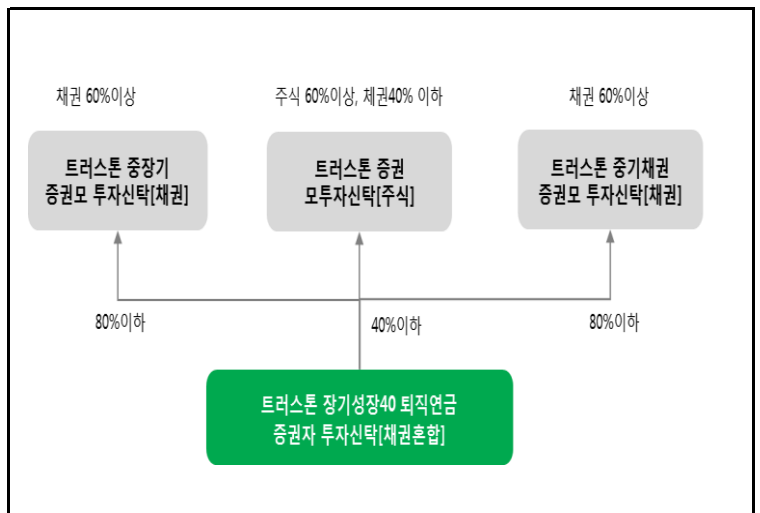 채권 60%이상
주식 60%이상, 채권40% 이하
채권 60%이상
트러스톤 중장기
증권모 투자신탁[채권]
트러스톤 증권
모투자신탁[주식]
트러스톤 중기채권
증권모 투자신탁[채권]
80%이하
40%이하
80%이하
트러스톤 장기성장40 퇴직연금
증권자 투자신탁[채권혼합]